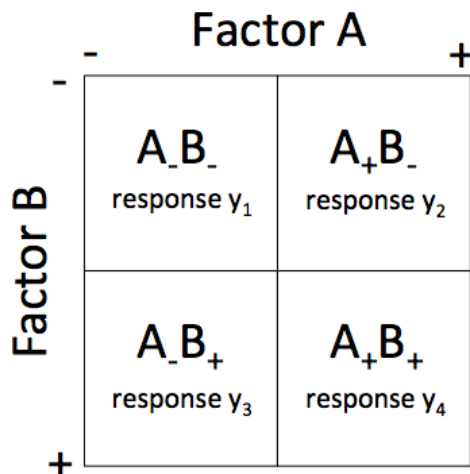 Factor A
- +
-
A₋B₋ A₊B₋
response y₁ response y₂
Factor B
A₋B₊ A₊B₊
response y₃ response y₄
+